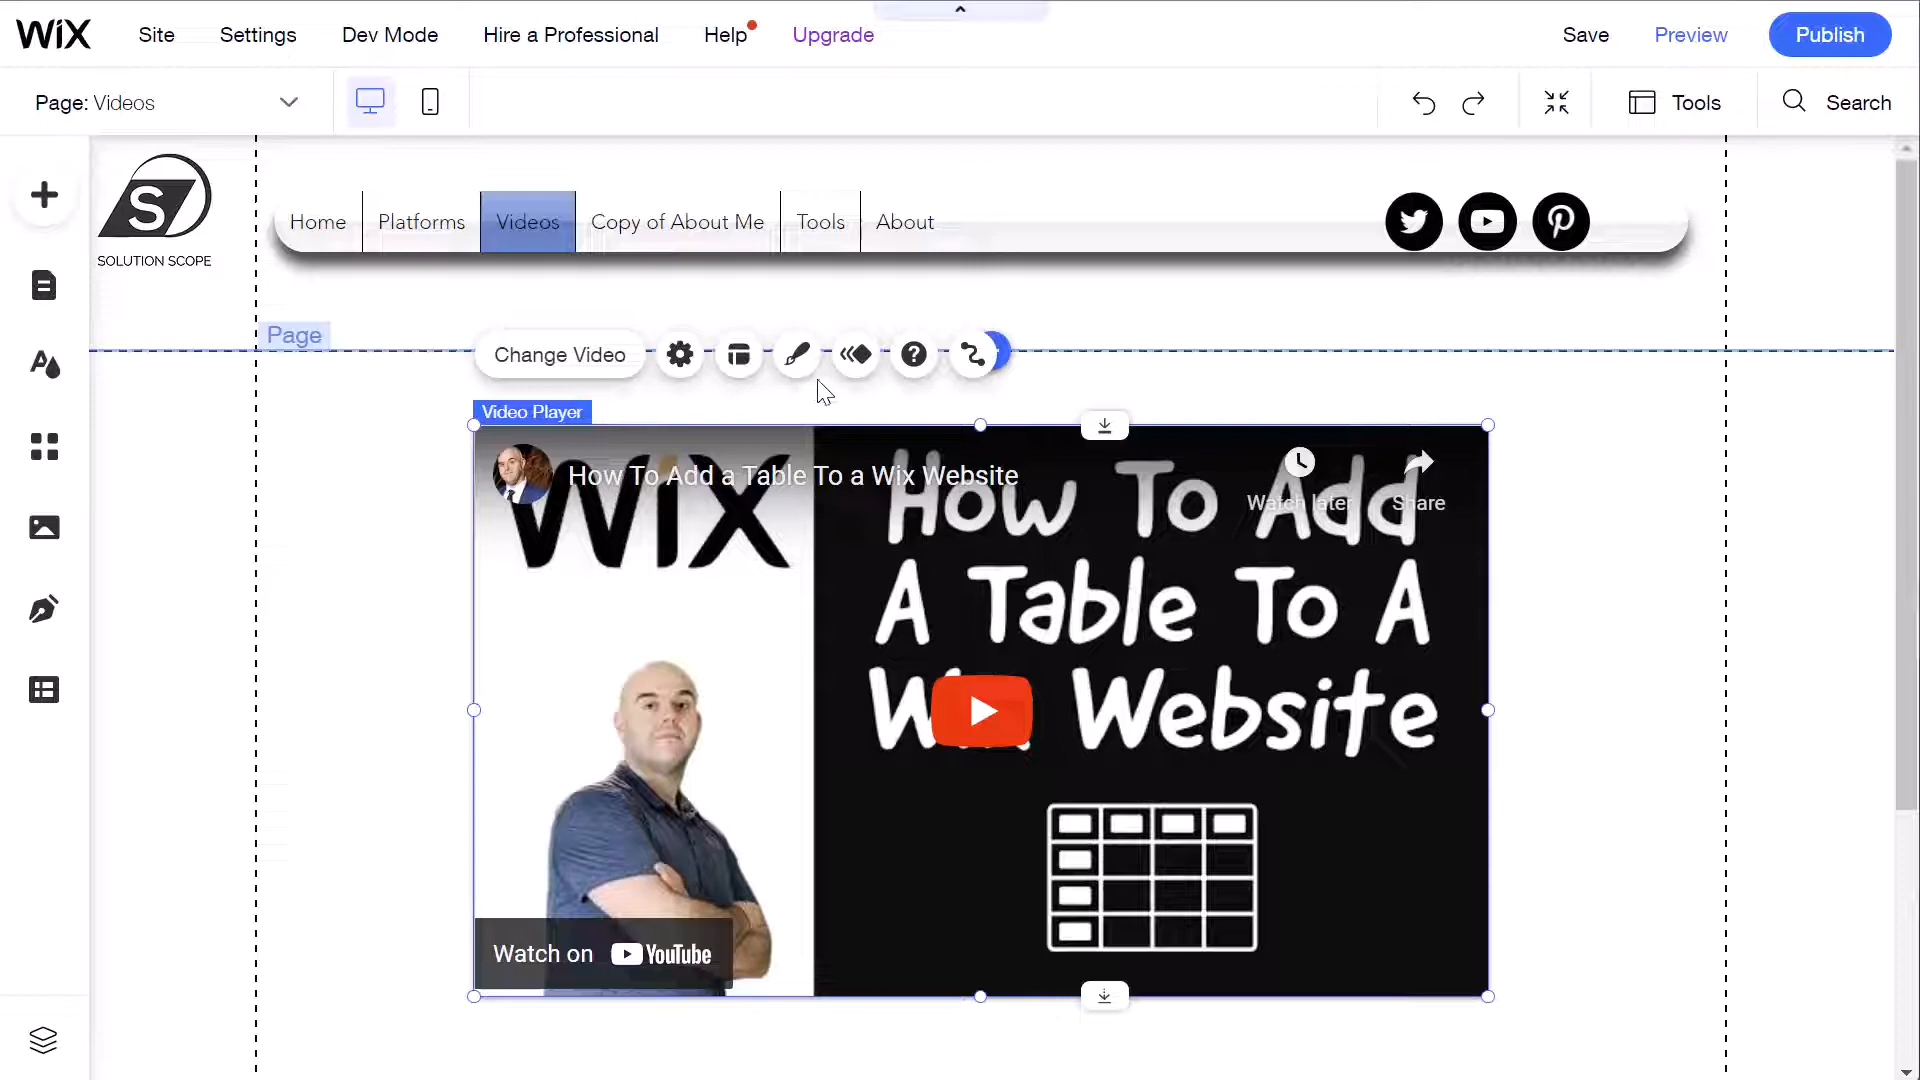 WiX Site Settings Dev Mode Hire a Professional Help Upgrade Save Preview Publish
Page: Videos Tools Search
S
SOLUTION SCOPE
Home Platforms Videos Copy of About Me Tools About
Page
Change Video
Video Player
How To Add a Table To a Wix Website
Watch later Share
WiX
How To Add
A Table To A
Wix Website
Watch on YouTube